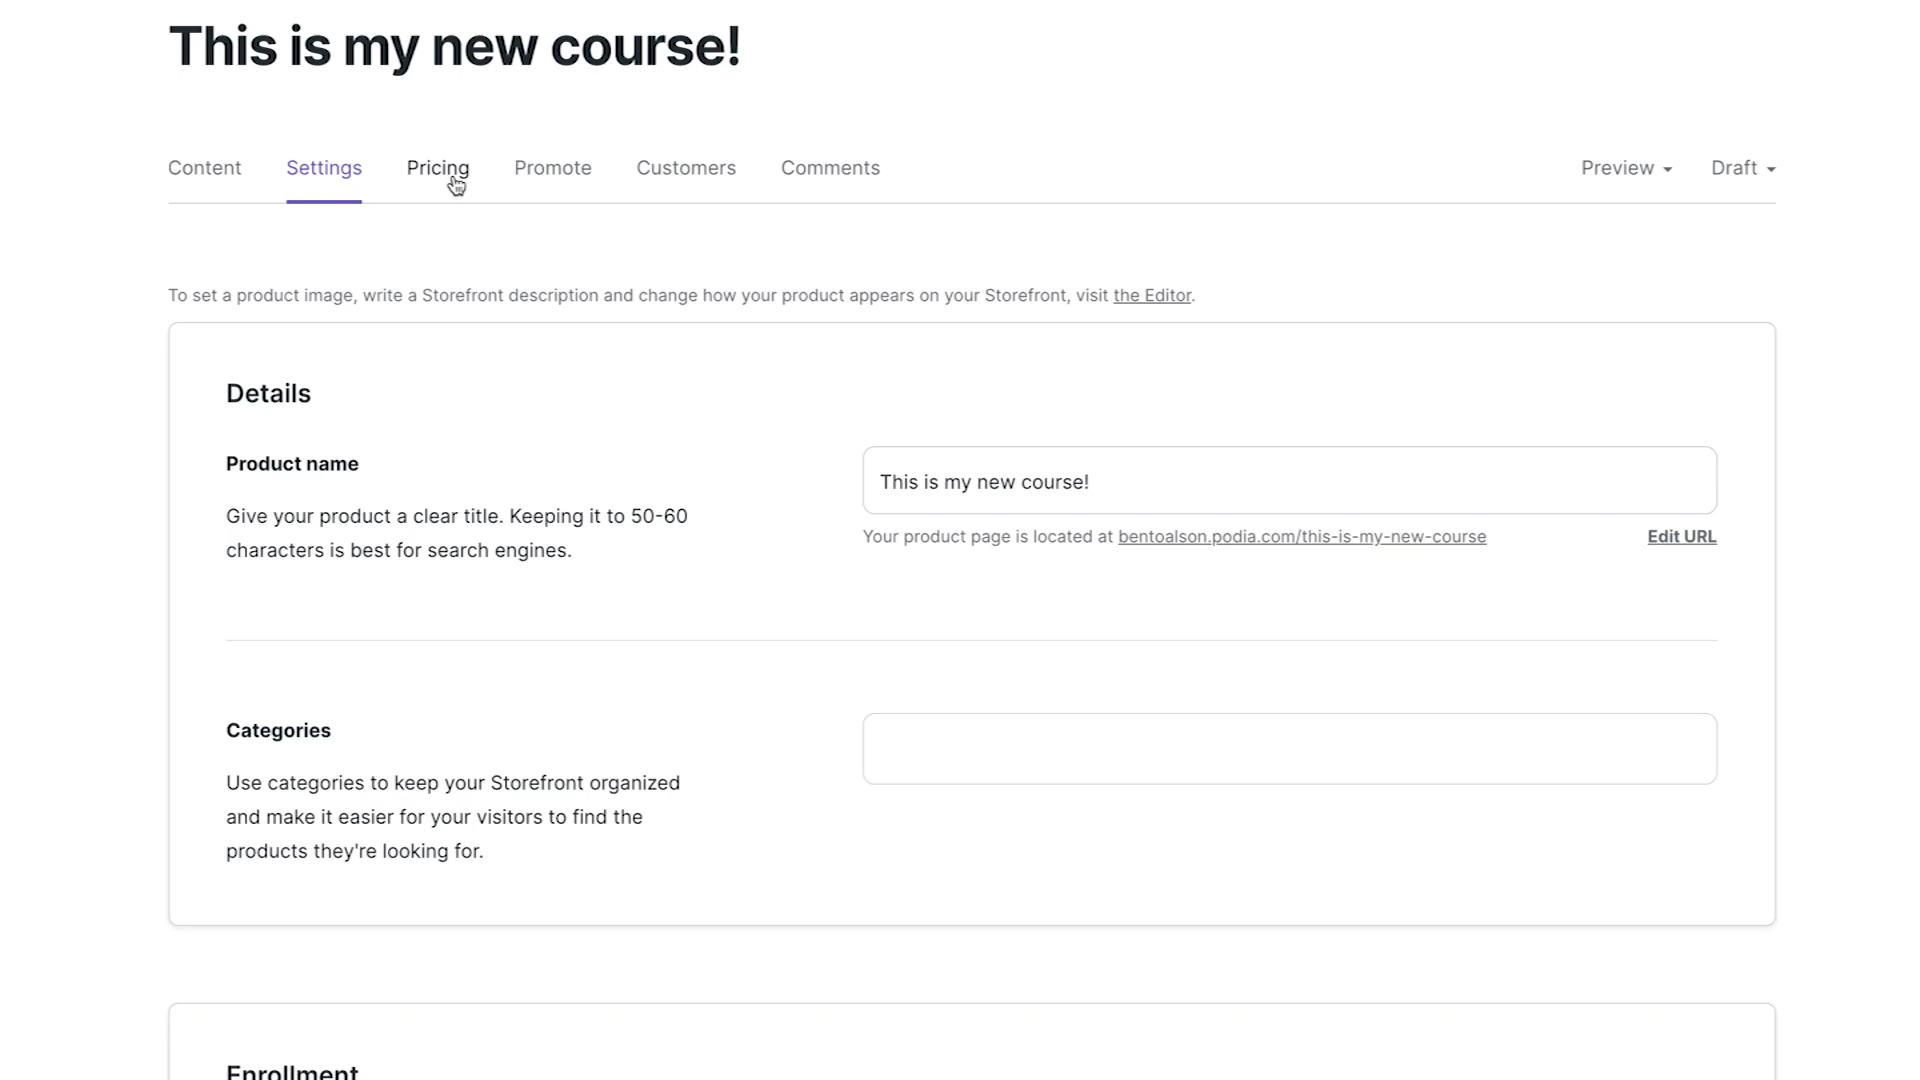 This is my new course!
Content Settings Pricing Promote Customers Comments Preview Draft
To set a product image, write a Storefront description and change how your product appears on your Storefront, visit the Editor.
Details
Product name
Give your product a clear title. Keeping it to 50-60
characters is best for search engines.
This is my new course!
Your product page is located at bentoalson.podia.com/this-is-my-new-course Edit URL
Categories
Use categories to keep your Storefront organized
and make it easier for your visitors to find the
products they're looking for.
Enrollment